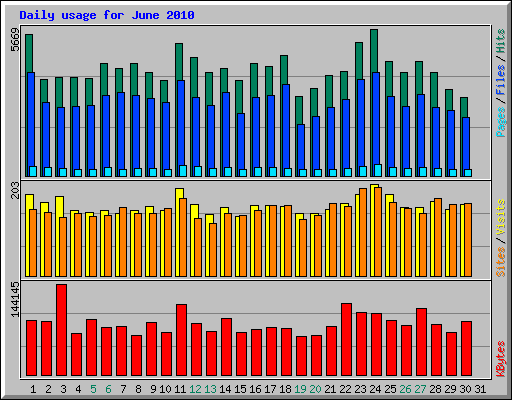 Daily usage for June 2010
5669
Pages / Files / Hits
203
Sites / Visits
144145
KBytes
1 2 3 4 5 6 7 8 9 10 11 12 13 14 15 16 17 18 19 20 21 22 23 24 25 26 27 28 29 30 31